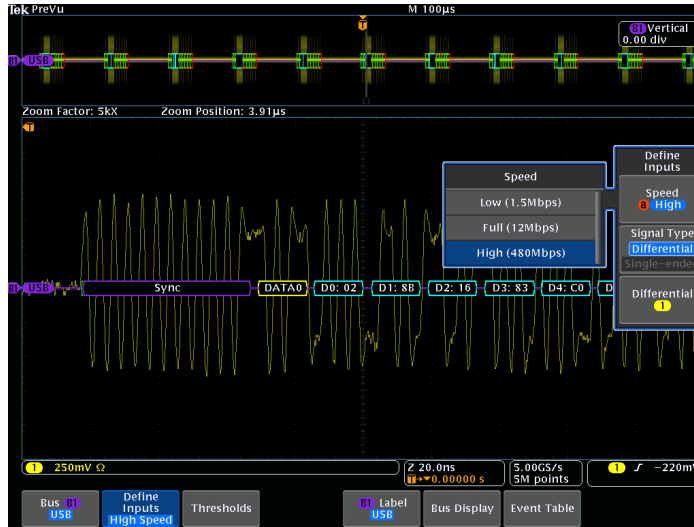 Tek PreVu M 100µs
T
B1 Vertical
0.00 div
B1 USB
Zoom Factor: 5kX Zoom Position: 3.91µs
T
Define
Inputs
Speed
Low (1.5Mbps)
Full (12Mbps)
High (480Mbps)
Speed
a High
Signal Type
Differential
Single-ended
Differential
1
B1 USB Sync DATA0 D0: 02 D1: 8B D2: 16 D3: 83 D4: C0 D
1 250mV Ω
Z 20.0ns
T→▼0.00000 s
5.00GS/s
5M points
1 ∫ −220mV
Bus B1
USB
Define
Inputs
High Speed
Thresholds
B1 Label
USB
Bus Display
Event Table